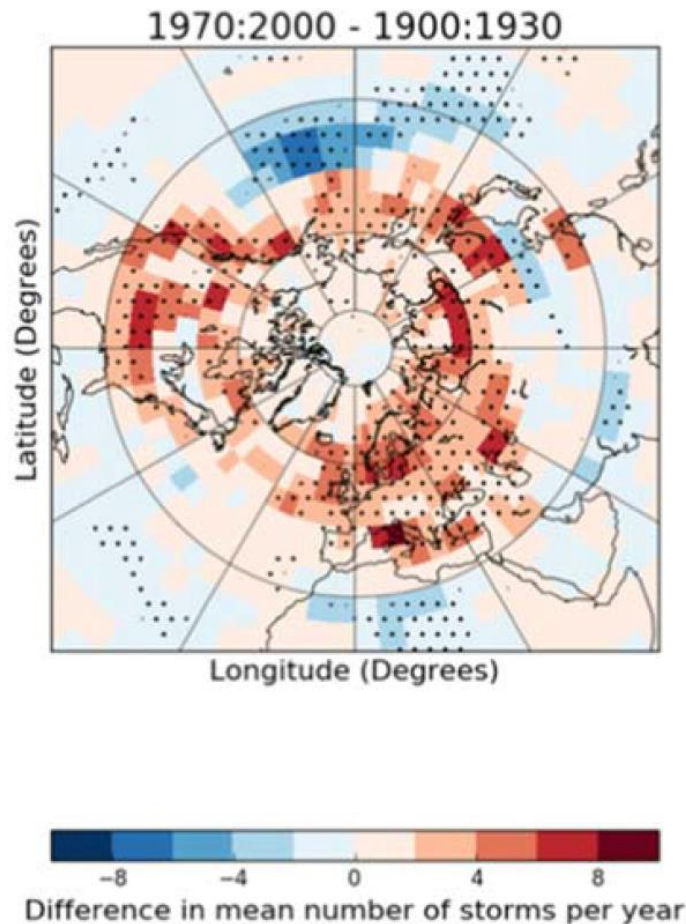 1970:2000 - 1900:1930
Latitude (Degrees)
Longitude (Degrees)
−8 −4 0 4 8
Difference in mean number of storms per year